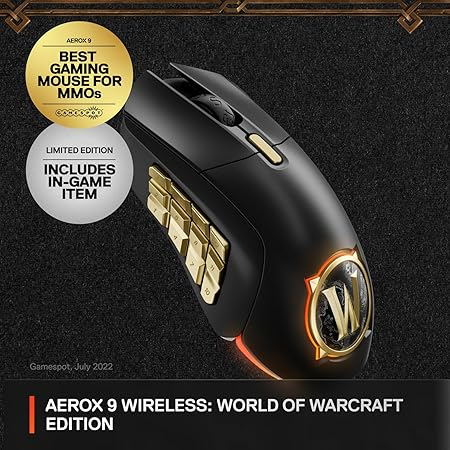 AEROX 9
BEST
GAMING
MOUSE FOR
MMOs
GAMESPOT
LIMITED EDITION
INCLUDES
IN-GAME
ITEM
W
Gamespot, July 2022
AEROX 9 WIRELESS: WORLD OF WARCRAFT
EDITION